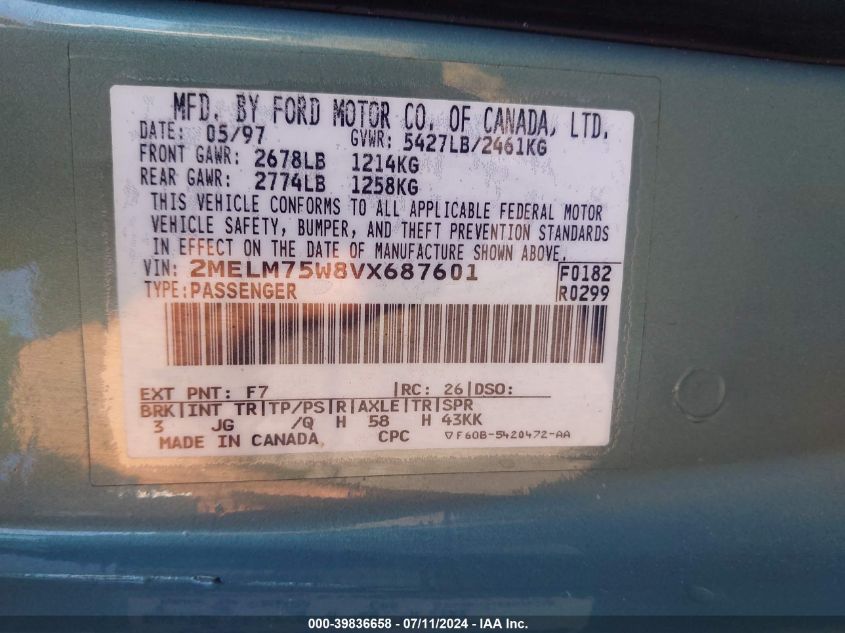 MFD. BY FORD MOTOR CO. OF CANADA, LTD.
DATE: 05/97 GVWR: 5427LB/2461KG
FRONT GAWR: 2678LB 1214KG
REAR GAWR: 2774LB 1258KG
THIS VEHICLE CONFORMS TO ALL APPLICABLE FEDERAL MOTOR
VEHICLE SAFETY, BUMPER, AND THEFT PREVENTION STANDARDS
IN EFFECT ON THE DATE OF MANUFACTURE SHOWN ABOVE.
VIN: 2MELM75W8VX687601 F0182
TYPE:PASSENGER R0299
EXT PNT: F7 |RC: 26|DSO:
BRK|INT TR|TP/PS|R|AXLE|TR|SPR
3 JG /Q H 58 H 43KK
MADE IN CANADA. CPC ▽F60B-5420472-AA
000-39836658 - 07/11/2024 - IAAI Inc.